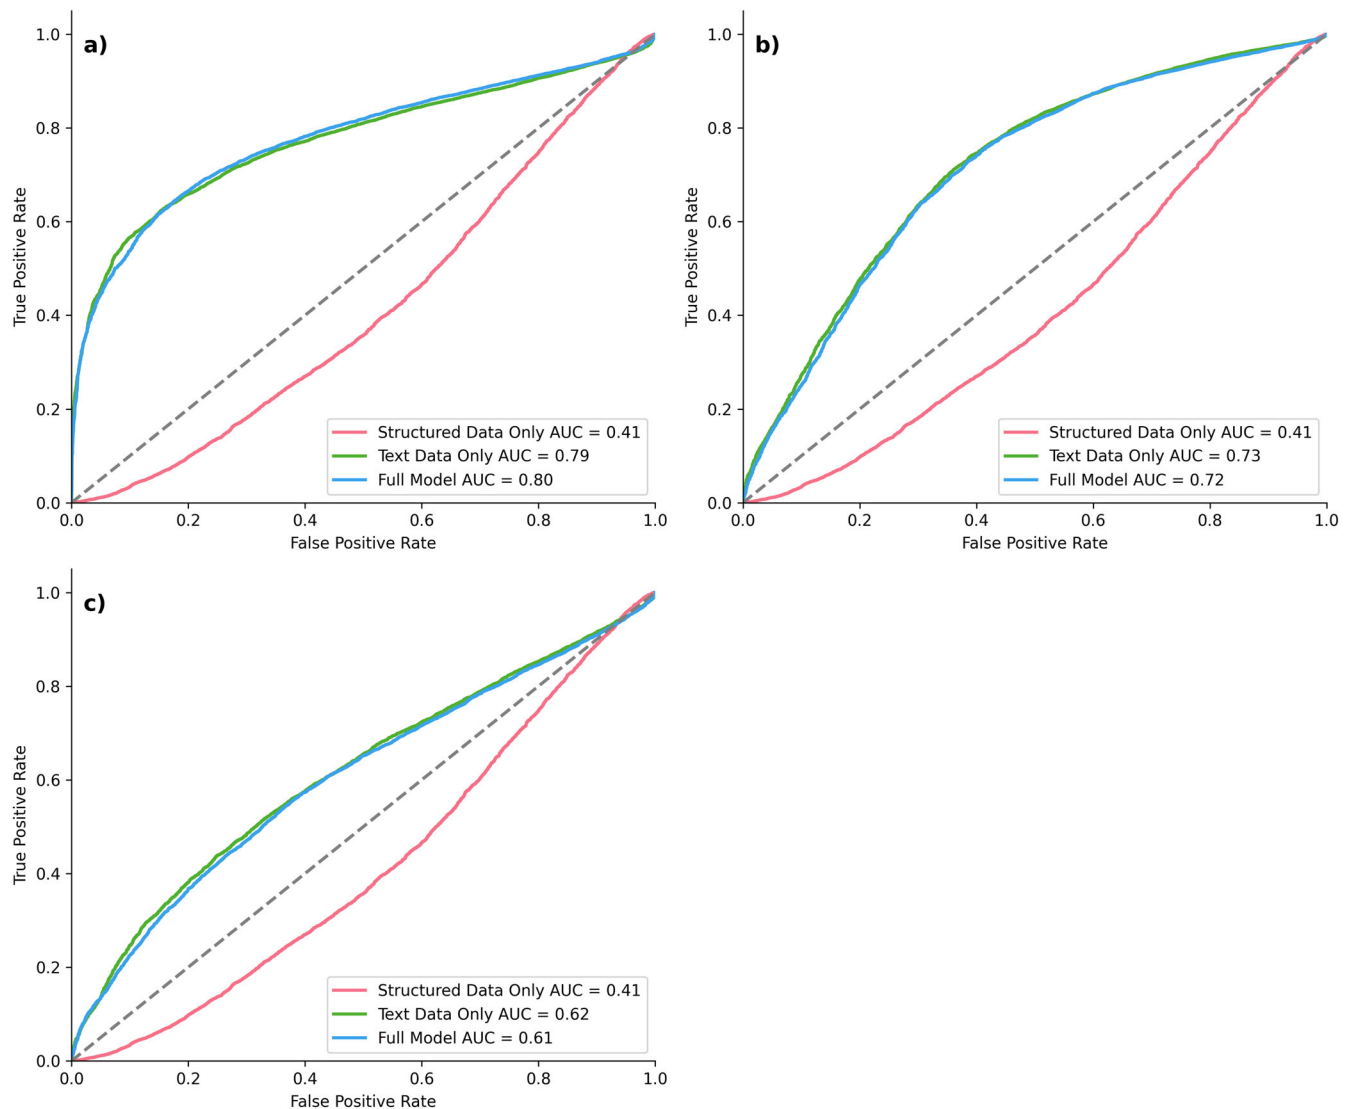 a)
True Positive Rate
1.0
0.8
0.6
0.4
0.2
0.0
Structured Data Only AUC = 0.41
Text Data Only AUC = 0.79
Full Model AUC = 0.80
0.0 0.2 0.4 0.6 0.8 1.0
False Positive Rate
b)
True Positive Rate
1.0
0.8
0.6
0.4
0.2
0.0
Structured Data Only AUC = 0.41
Text Data Only AUC = 0.73
Full Model AUC = 0.72
0.0 0.2 0.4 0.6 0.8 1.0
False Positive Rate
c)
True Positive Rate
1.0
0.8
0.6
0.4
0.2
0.0
Structured Data Only AUC = 0.41
Text Data Only AUC = 0.62
Full Model AUC = 0.61
0.0 0.2 0.4 0.6 0.8 1.0
False Positive Rate